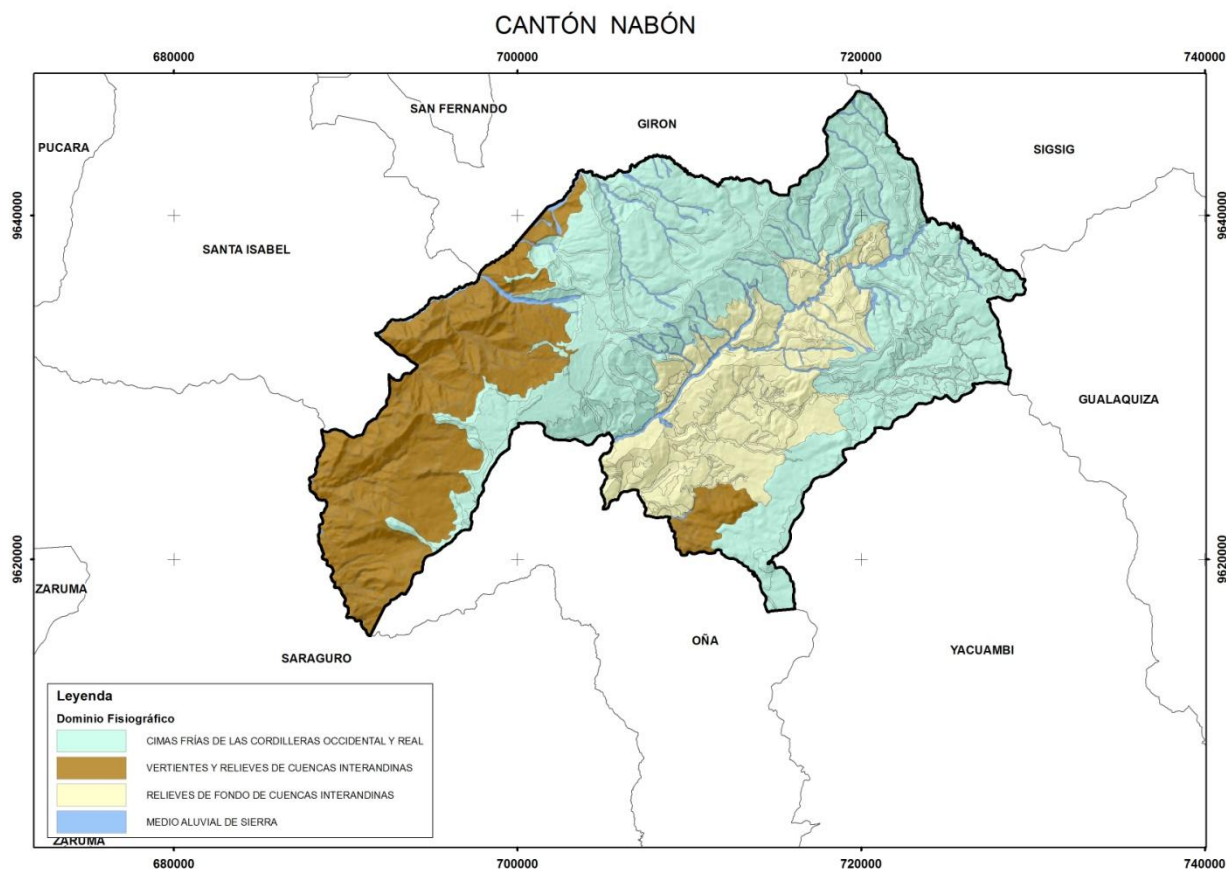 CANTÓN NABÓN
680000 700000 720000 740000
SAN FERNANDO
GIRON
PUCARA
SIGSIG
9640000 9640000
SANTA ISABEL
GUALAQUIZA
9620000 9620000
ZARUMA
OÑA
YACUAMBI
SARAGURO
Leyenda
Dominio Fisiográfico
CIMAS FRÍAS DE LAS CORDILLERAS OCCIDENTAL Y REAL
VERTIENTES Y RELIEVES DE CUENCAS INTERANDINAS
RELIEVES DE FONDO DE CUENCAS INTERANDINAS
MEDIO ALUVIAL DE SIERRA
ZARUMA
680000 700000 720000 740000